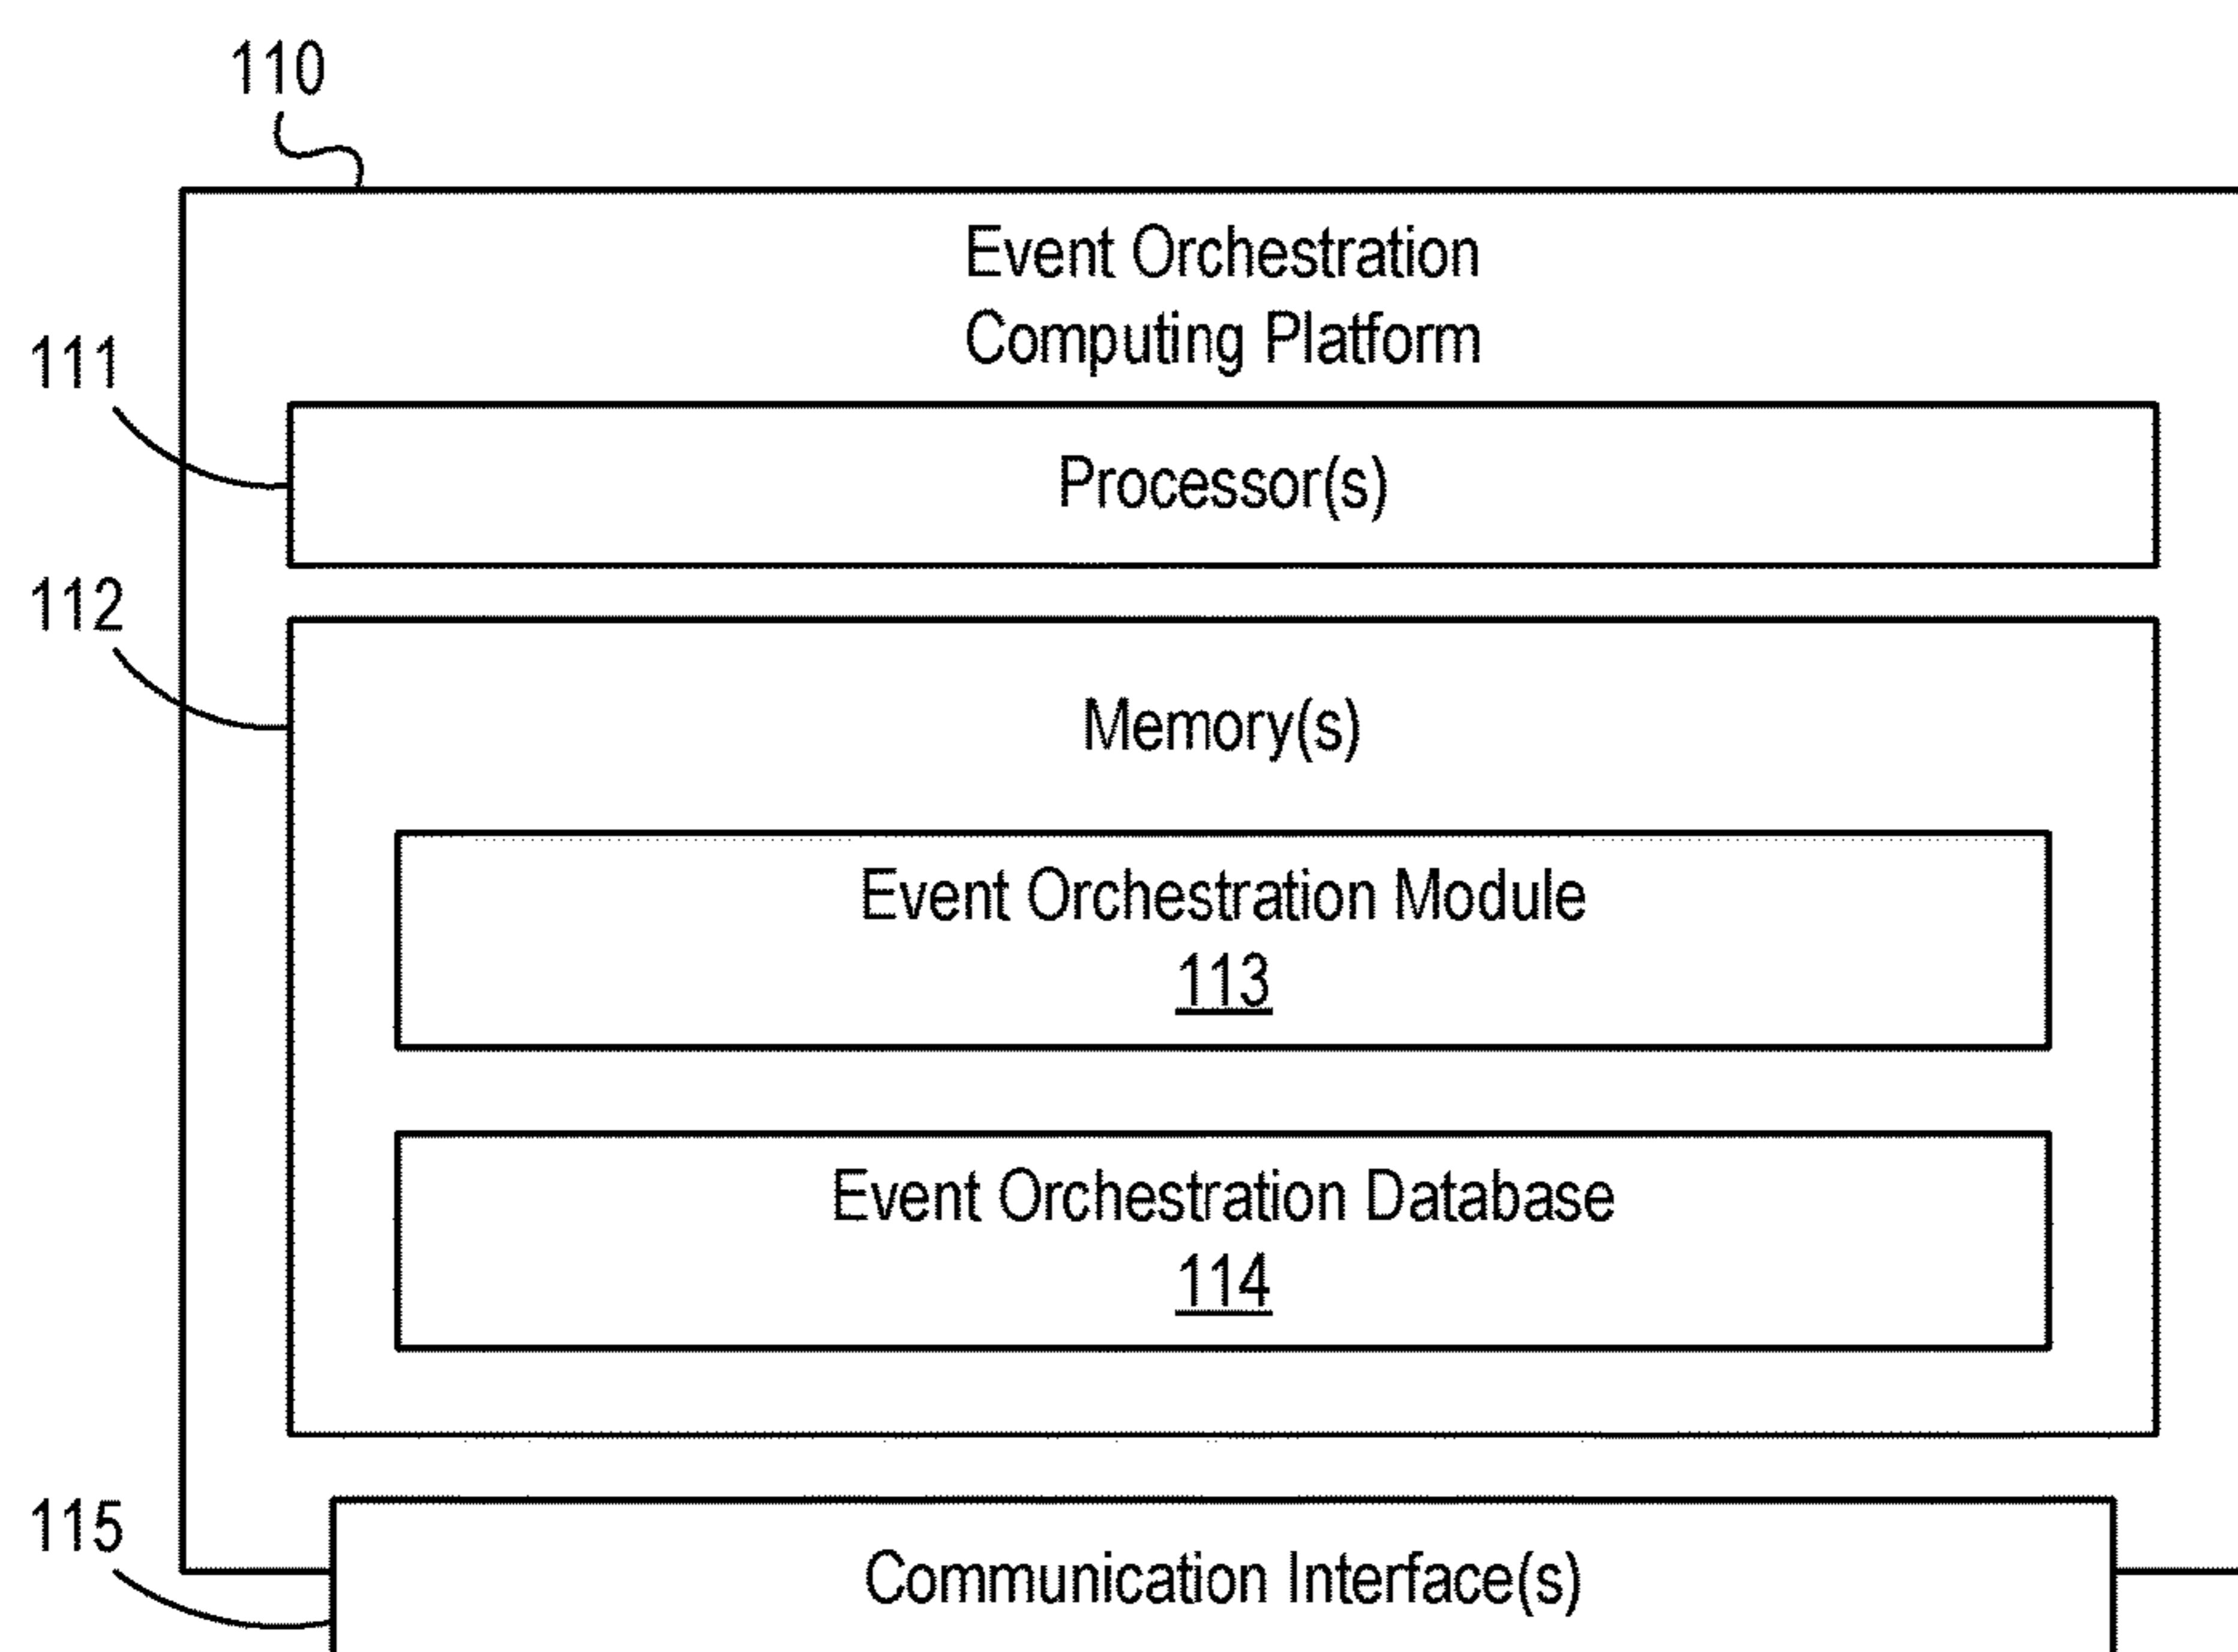 110
Event Orchestration
Computing Platform
111
Processor(s)
112
Memory(s)
Event Orchestration Module
113
Event Orchestration Database
114
115
Communication Interface(s)